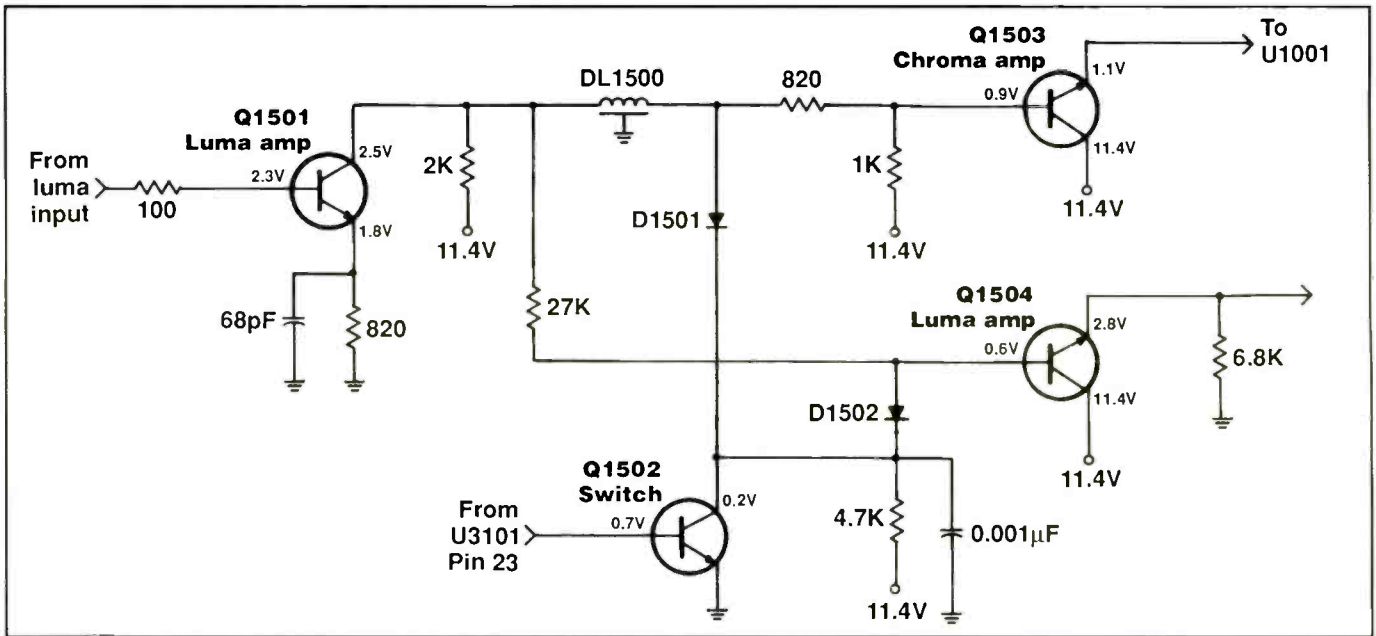 Q1503
Chroma amp
To
U1001
1.1V
0.9V
11.4V
11.4V
DL1500
820
1K
11.4V
Q1501
Luma amp
From
luma
input
100
2.3V
2.5V
1.8V
2K
11.4V
68pF
820
D1501
27K
Q1504
Luma amp
0.6V
2.8V
11.4V
11.4V
6.8K
D1502
Q1502
Switch
From
U3101
Pin 23
0.7V
0.2V
4.7K
11.4V
0.001μF